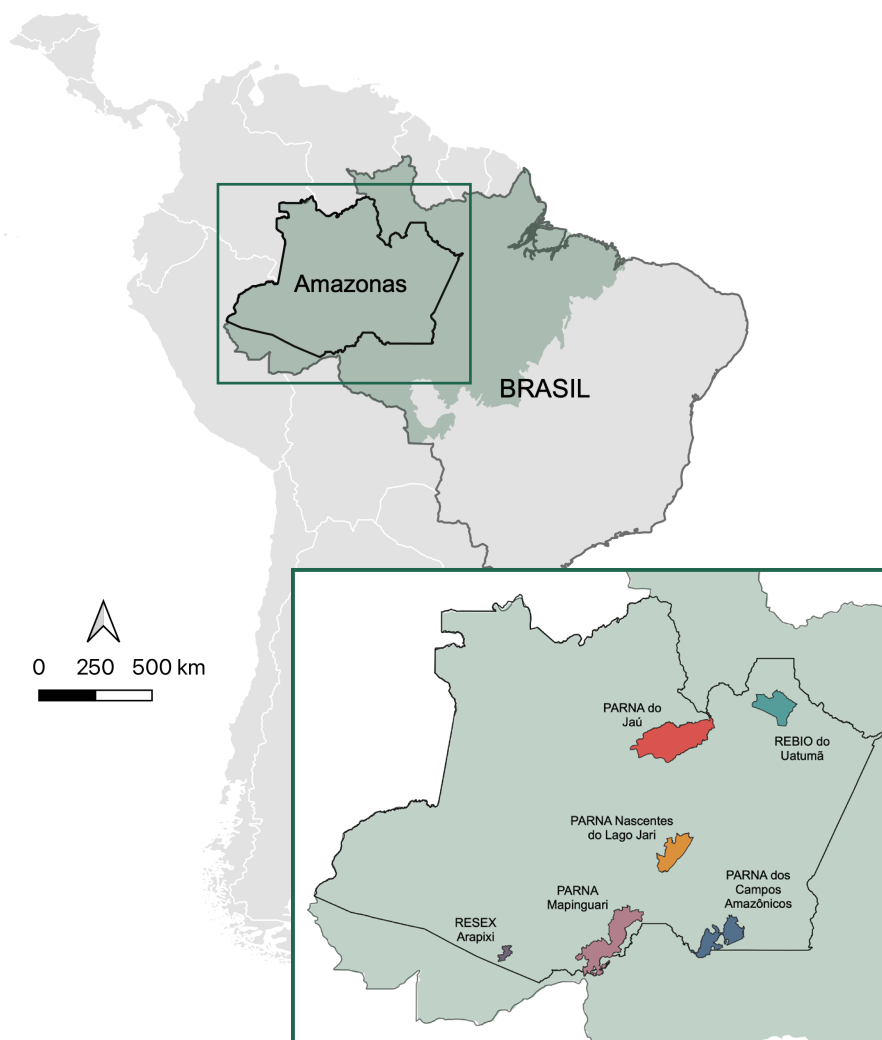 Amazonas
BRASIL
0 250 500 km
PARNA do
Jaú
REBIO do
Uatumã
PARNA Nascentes
do Lago Jari
PARNA dos
Campos
Amazônicos
PARNA
Mapinguari
RESEX
Arapixi